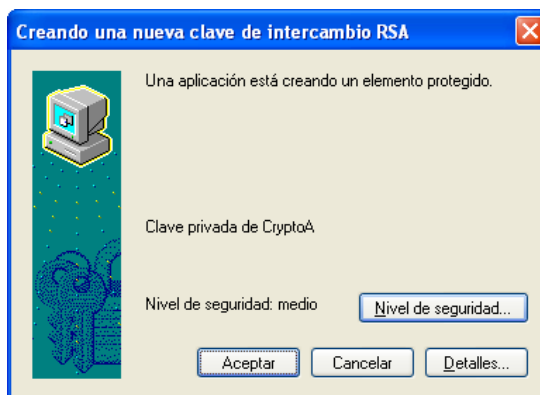 Creando una nueva clave de intercambio RSA
Una aplicación está creando un elemento protegido.
Clave privada de CryptoA
Nivel de seguridad: medio
Nivel de seguridad...
Aceptar
Cancelar
Detalles...